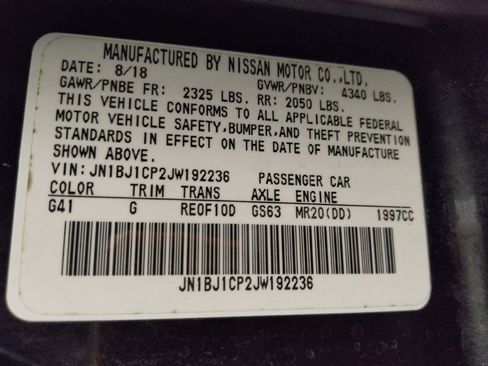 MANUFACTURED BY NISSAN MOTOR CO.,LTD.
DATE: 8/18 GVWR/PNBV: 4340 LBS.
GAWR/PNBE FR: 2325 LBS. RR: 2050 LBS.
THIS VEHICLE CONFORMS TO ALL APPLICABLE FEDERAL
MOTOR VEHICLE SAFETY,BUMPER,AND THEFT PREVENTION
STANDARDS IN EFFECT ON THE DATE OF MANUFACTURE
SHOWN ABOVE.
VIN: JN1BJ1CP2JW192236 PASSENGER CAR
COLOR TRIM TRANS AXLE ENGINE
G41 G RE0F10D GS63 MR20(DD) 1997CC
JN1BJ1CP2JW192236